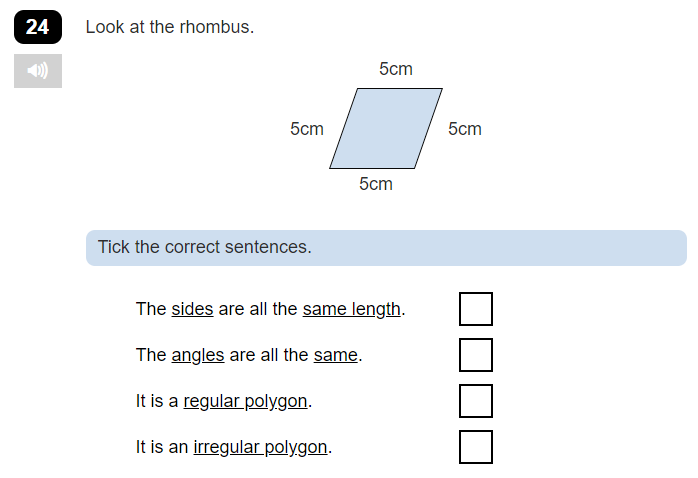 24 Look at the rhombus.
5cm
5cm 5cm
5cm
Tick the correct sentences.
The sides are all the same length.
The angles are all the same.
It is a regular polygon.
It is an irregular polygon.